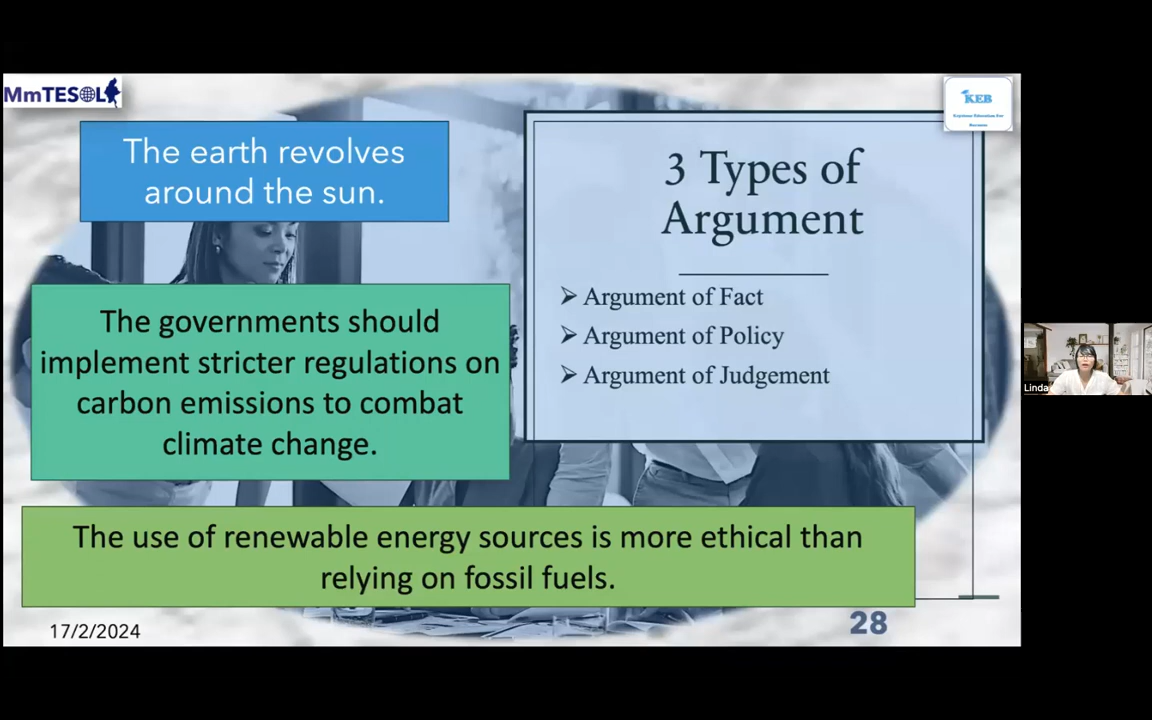 MmTESOL
KEB
The earth revolves
around the sun.
3 Types of
Argument
The governments should
implement stricter regulations on
carbon emissions to combat
climate change.
➢ Argument of Fact
➢ Argument of Policy
➢ Argument of Judgement
The use of renewable energy sources is more ethical than
relying on fossil fuels.
17/2/2024
28
Linda